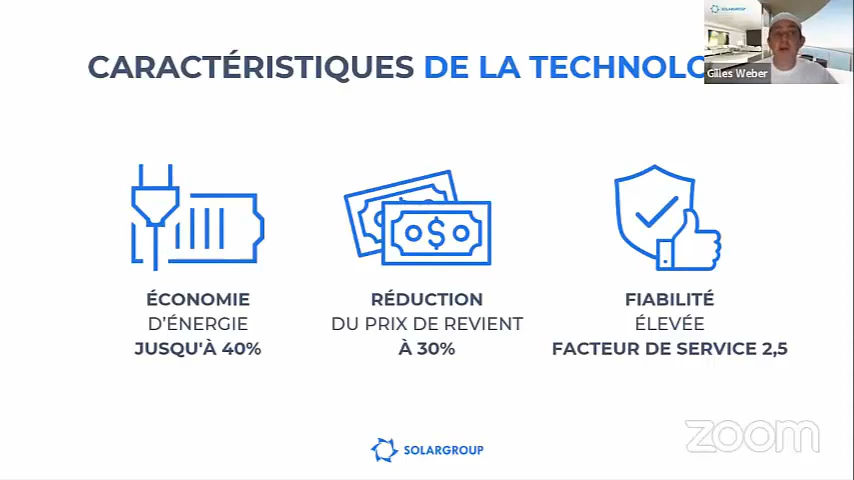 SOLARGROUP
CARACTÉRISTIQUES DE LA TECHNOLO
Gilles Weber
ÉCONOMIE
D'ÉNERGIE
JUSQU'À 40%
RÉDUCTION
DU PRIX DE REVIENT
À 30%
FIABILITÉ
ÉLEVÉE
FACTEUR DE SERVICE 2,5
SOLARGROUP
zoom